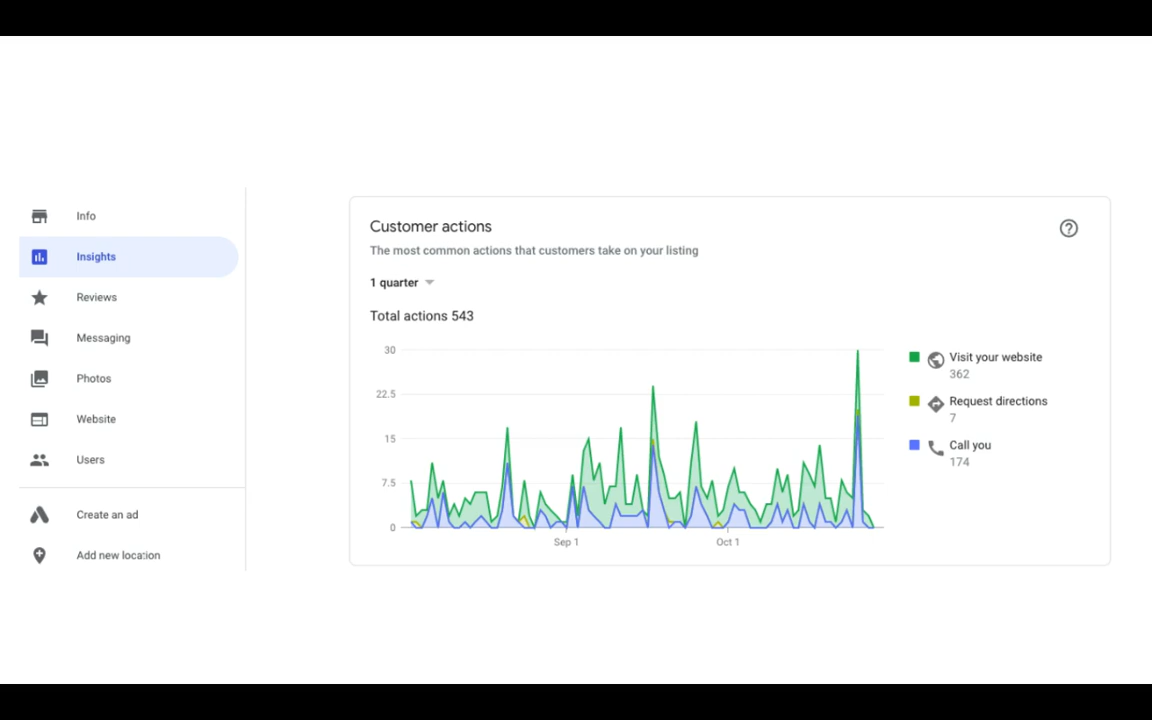 Info
Insights
Reviews
Messaging
Photos
Website
Users
Create an ad
Add new location
Customer actions
The most common actions that customers take on your listing
1 quarter
Total actions 543
30
22.5
15
7.5
0
Sep 1
Oct 1
Visit your website
362
Request directions
7
Call you
174